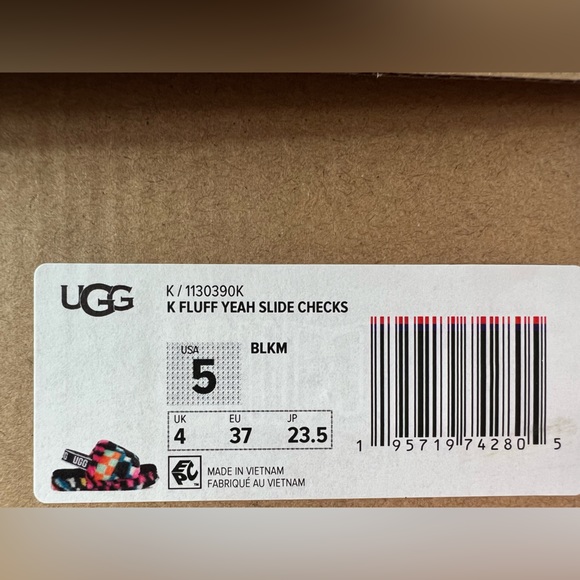 UGG
K / 1130390K
K FLUFF YEAH SLIDE CHECKS
USA
5
BLKM
UK EU JP
4 37 23.5
1 95719 74280 5
UGG
MADE IN VIETNAM
FABRIQUÉ AU VIETNAM